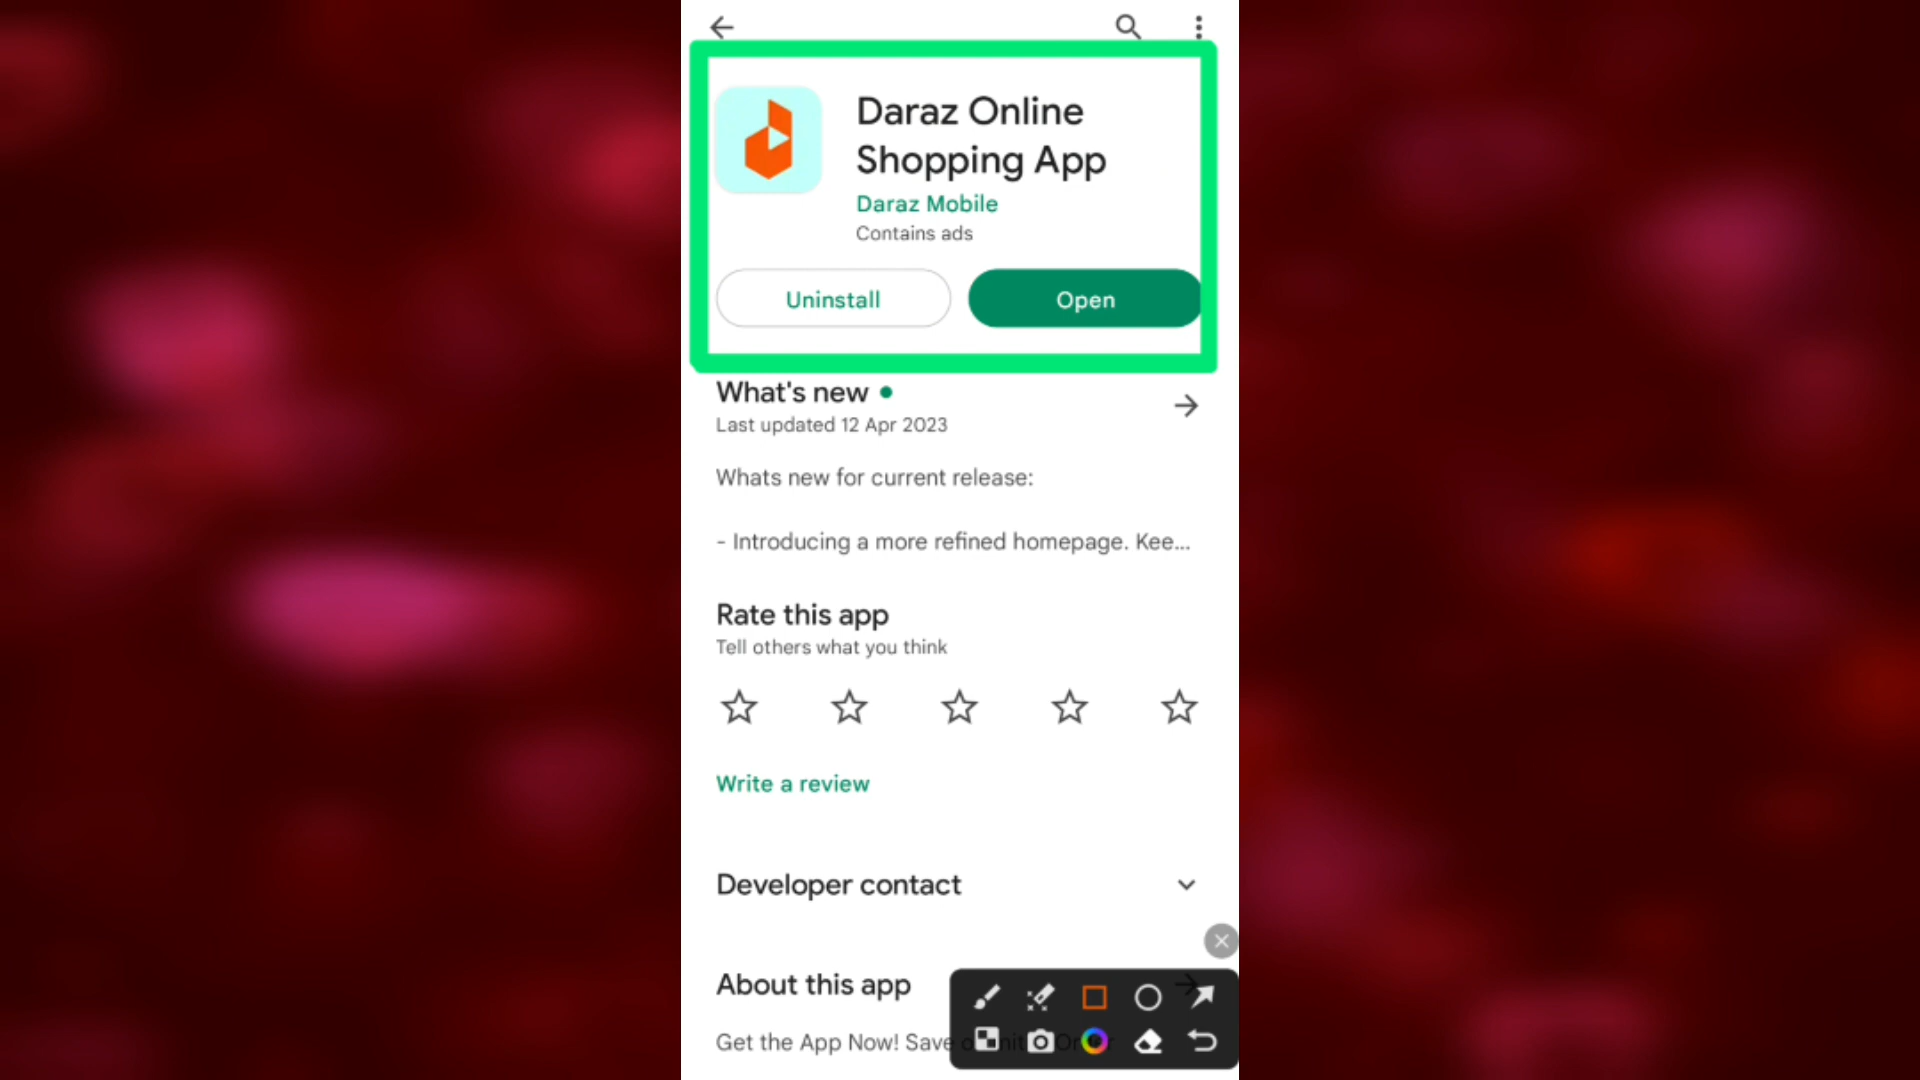 Daraz Online
Shopping App
Daraz Mobile
Contains ads
Uninstall
Open
What's new
Last updated 12 Apr 2023
Whats new for current release:
- Introducing a more refined homepage. Kee...
Rate this app
Tell others what you think
Write a review
Developer contact
About this app
Get the App Now! Save